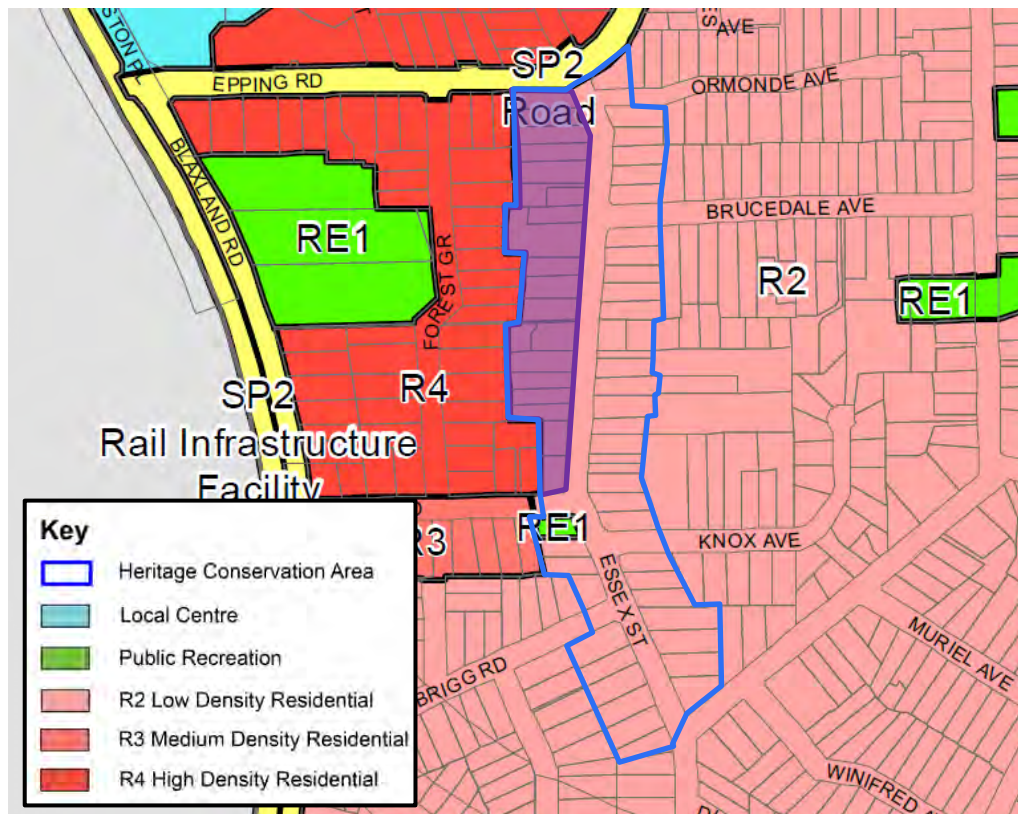 AVE
SP2
Road
EPPING RD
ORMONDE AVE
BLAXLAND RD
BRUCEDALE AVE
RE1
R2
RE1
FOREST GR
R4
SP2
Rail Infrastructure
Facility
RE1
R3
KNOX AVE
ESSEX ST
MURIEL AVE
BRIGG RD
WINIFRED
Key
Heritage Conservation Area
Local Centre
Public Recreation
R2 Low Density Residential
R3 Medium Density Residential
R4 High Density Residential